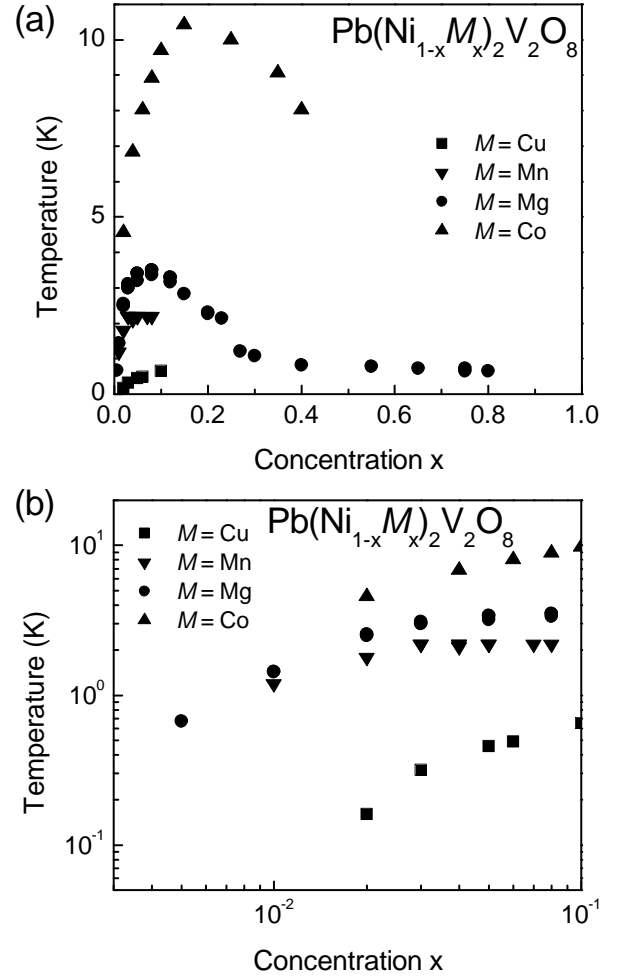 (a)
Pb(Ni1-xMx)2V2O8
M = Cu
M = Mn
M = Mg
M = Co
Temperature (K)
10
5
0
0.0 0.2 0.4 0.6 0.8 1.0
Concentration x
(b)
Pb(Ni1-xMx)2V2O8
M = Cu
M = Mn
M = Mg
M = Co
Temperature (K)
10^1
10^0
10^-1
10^-2 10^-1
Concentration x